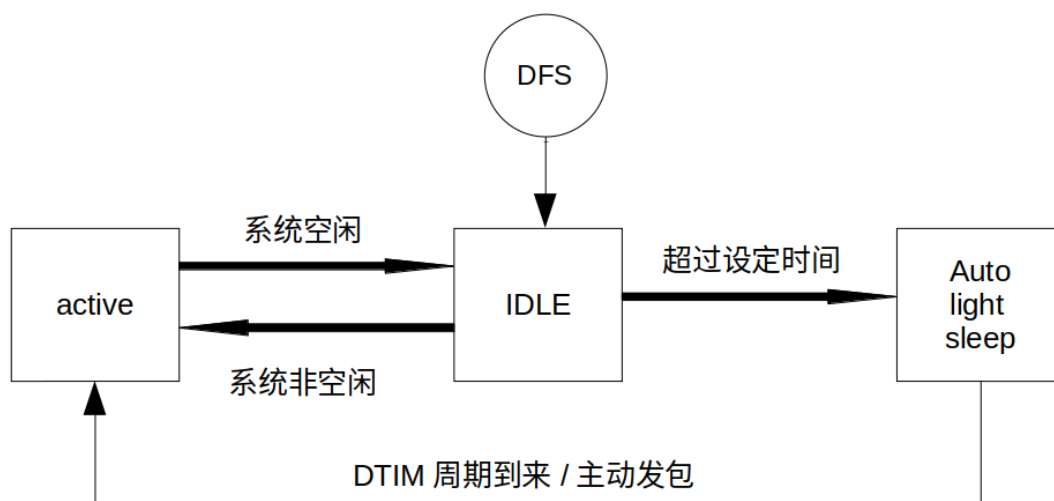 DFS
系统空闲
超过设定时间
active
IDLE
Auto
light
sleep
系统非空闲
DTIM 周期到来 / 主动发包